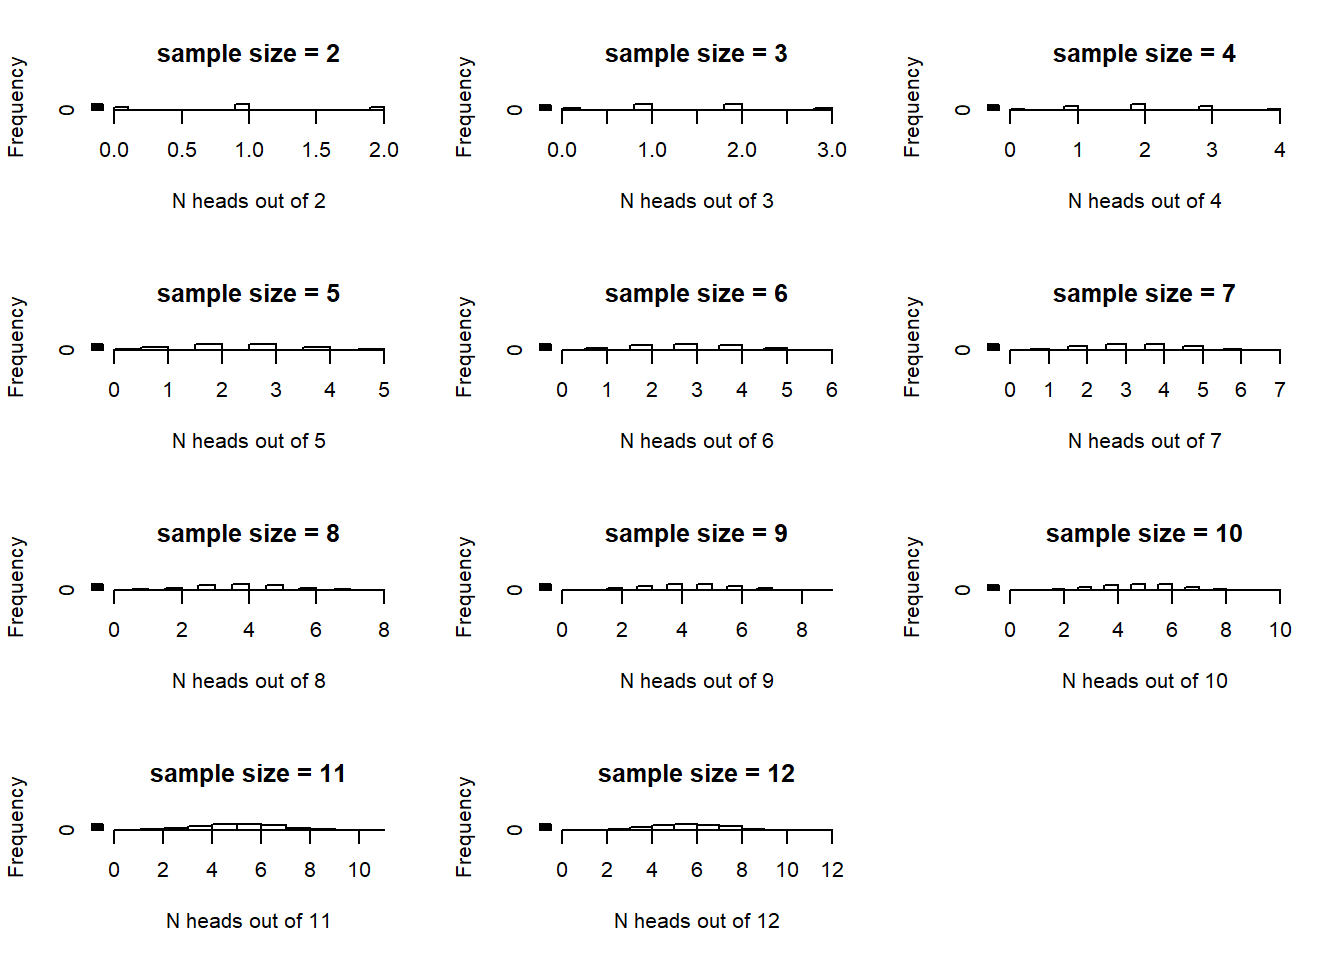 sample size = 2
Frequency
0
0.0 0.5 1.0 1.5 2.0
N heads out of 2
sample size = 3
Frequency
0
0.0 1.0 2.0 3.0
N heads out of 3
sample size = 4
Frequency
0
0 1 2 3 4
N heads out of 4
sample size = 5
Frequency
0
0 1 2 3 4 5
N heads out of 5
sample size = 6
Frequency
0
0 1 2 3 4 5 6
N heads out of 6
sample size = 7
Frequency
0
0 1 2 3 4 5 6 7
N heads out of 7
sample size = 8
Frequency
0
0 2 4 6 8
N heads out of 8
sample size = 9
Frequency
0
0 2 4 6 8
N heads out of 9
sample size = 10
Frequency
0
0 2 4 6 8 10
N heads out of 10
sample size = 11
Frequency
0
0 2 4 6 8 10
N heads out of 11
sample size = 12
Frequency
0
0 2 4 6 8 10 12
N heads out of 12